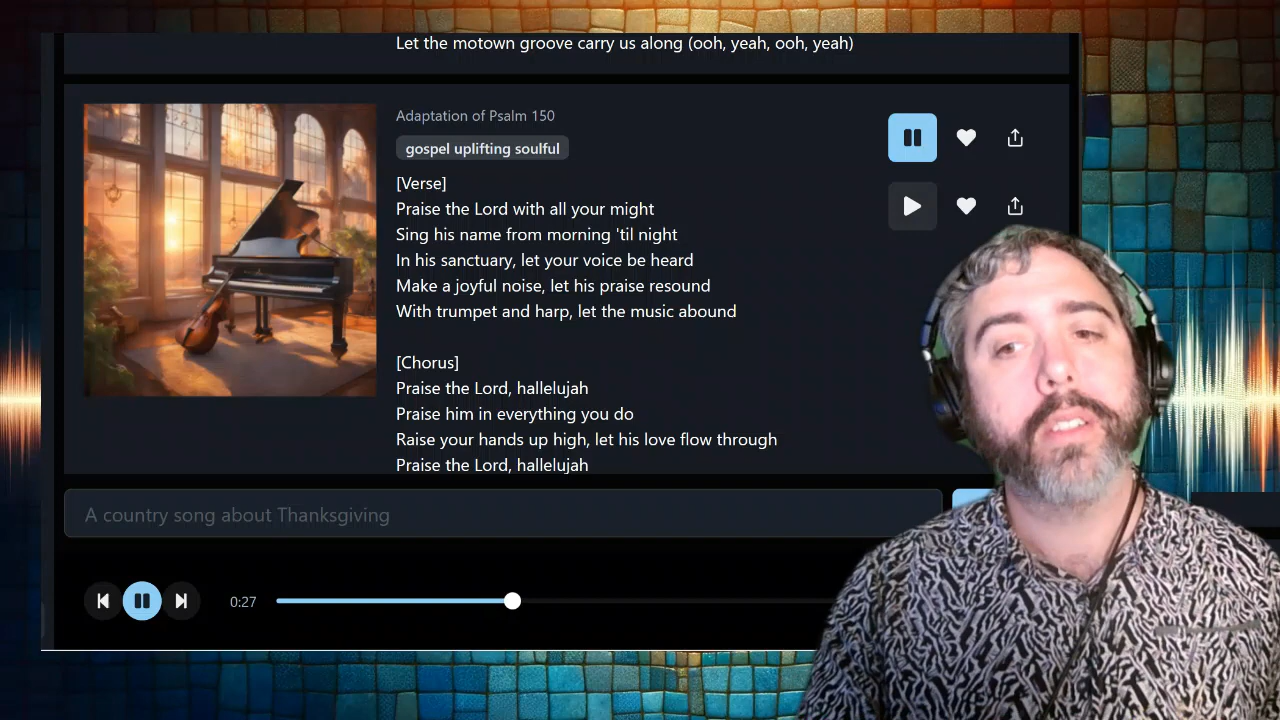 Let the motown groove carry us along (ooh, yeah, ooh, yeah)
Adaptation of Psalm 150
gospel uplifting soulful
[Verse]
Praise the Lord with all your might
Sing his name from morning 'til night
In his sanctuary, let your voice be heard
Make a joyful noise, let his praise resound
With trumpet and harp, let the music abound
[Chorus]
Praise the Lord, hallelujah
Praise him in everything you do
Raise your hands up high, let his love flow through
Praise the Lord, hallelujah
A country song about Thanksgiving
0:27